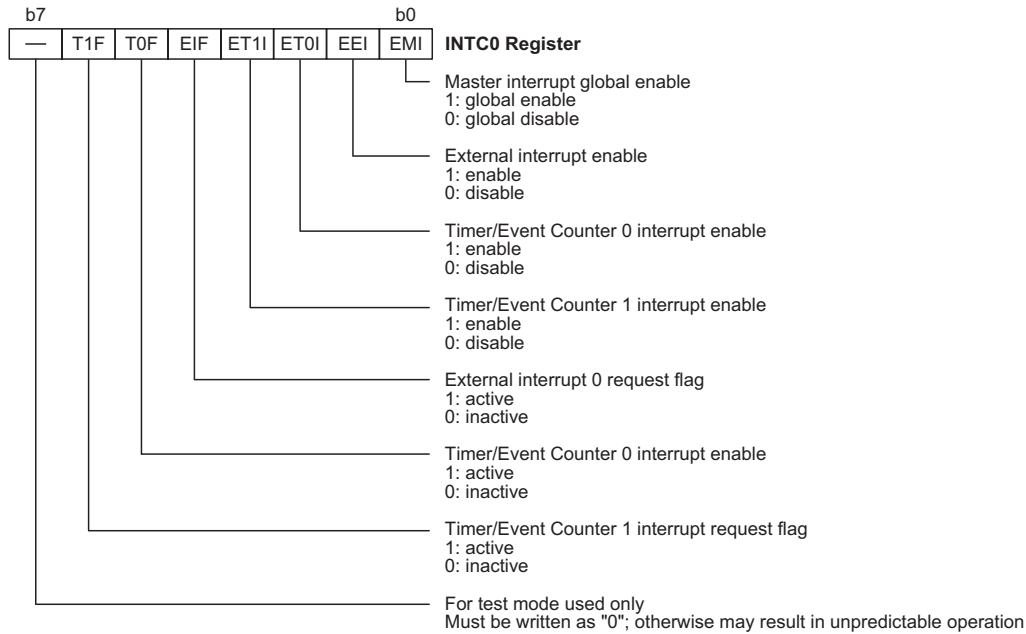 b7 b0
— T1F T0F EIF ET1I ET0I EEI EMI INTC0 Register
Master interrupt global enable
1: global enable
0: global disable
External interrupt enable
1: enable
0: disable
Timer/Event Counter 0 interrupt enable
1: enable
0: disable
Timer/Event Counter 1 interrupt enable
1: enable
0: disable
External interrupt 0 request flag
1: active
0: inactive
Timer/Event Counter 0 interrupt enable
1: active
0: inactive
Timer/Event Counter 1 interrupt request flag
1: active
0: inactive
For test mode used only
Must be written as "0"; otherwise may result in unpredictable operation